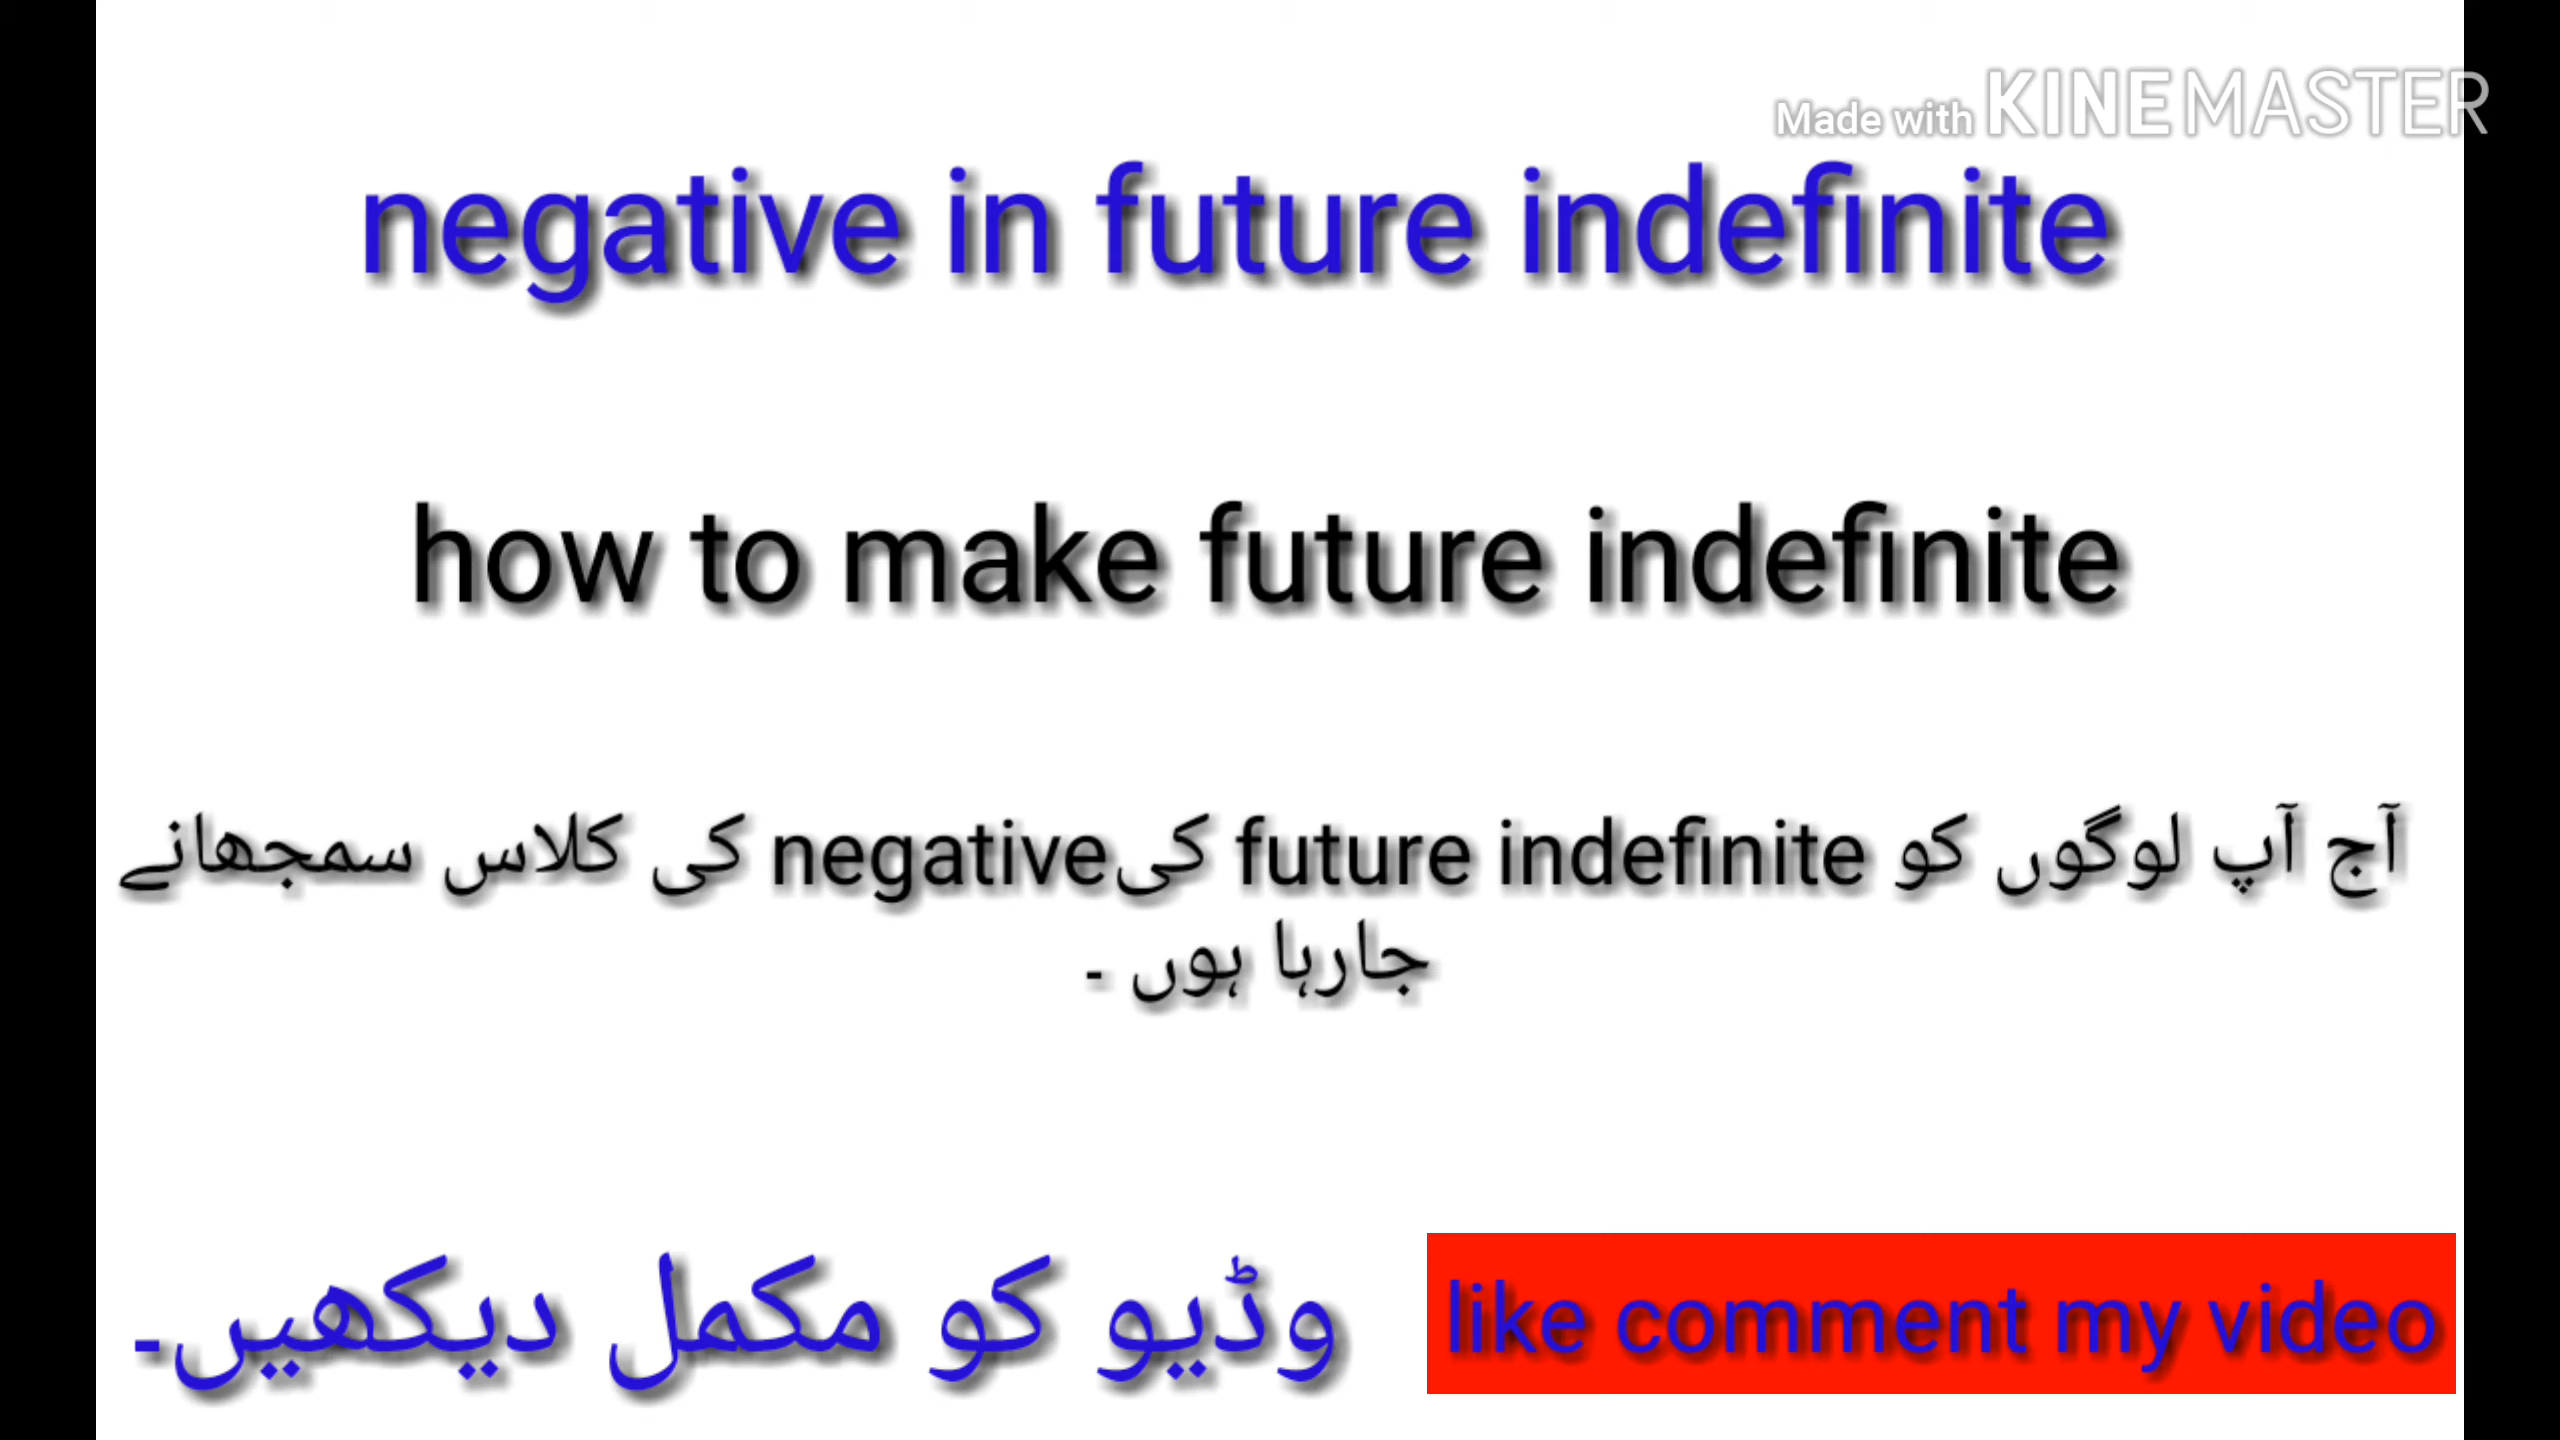 Made with KINEMASTER
negative in future indefinite
how to make future indefinite
آج آپ لوگوں کو future indefinite کیnegative کی کلاس سمجھانے
جارہا ہوں ۔
وڈیو کو مکمل دیکھیں۔
like comment my video